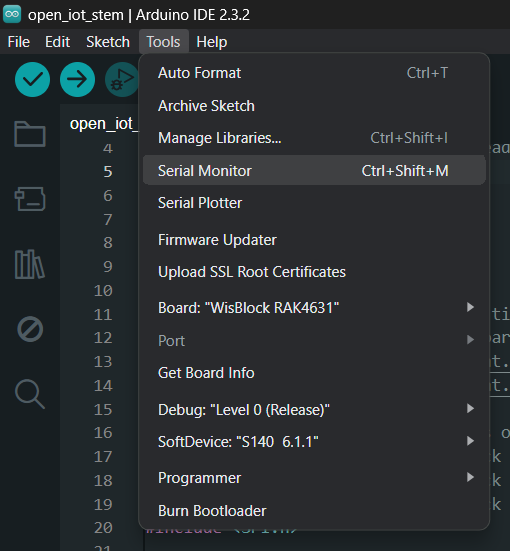 open_iot_stem | Arduino IDE 2.3.2
File Edit Sketch Tools Help
Auto Format Ctrl+T
Archive Sketch
Manage Libraries... Ctrl+Shift+I
Serial Monitor Ctrl+Shift+M
Serial Plotter
Firmware Updater
Upload SSL Root Certificates
Board: "WisBlock RAK4631"
Port
Get Board Info
Debug: "Level 0 (Release)"
SoftDevice: "S140 6.1.1"
Programmer
Burn Bootloader
open_iot_
4
5
6
7
8
9
10
11
12
13
14
15
16
17
18
19
20